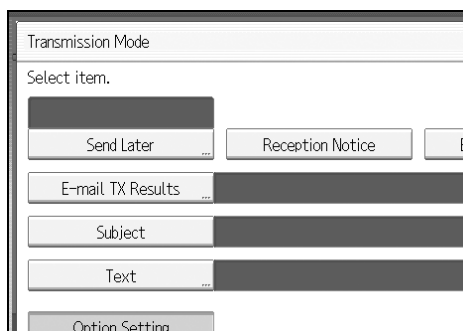 Transmission Mode
Select item.
Send Later
Reception Notice
E-mail TX Results
Subject
Text
Option Setting